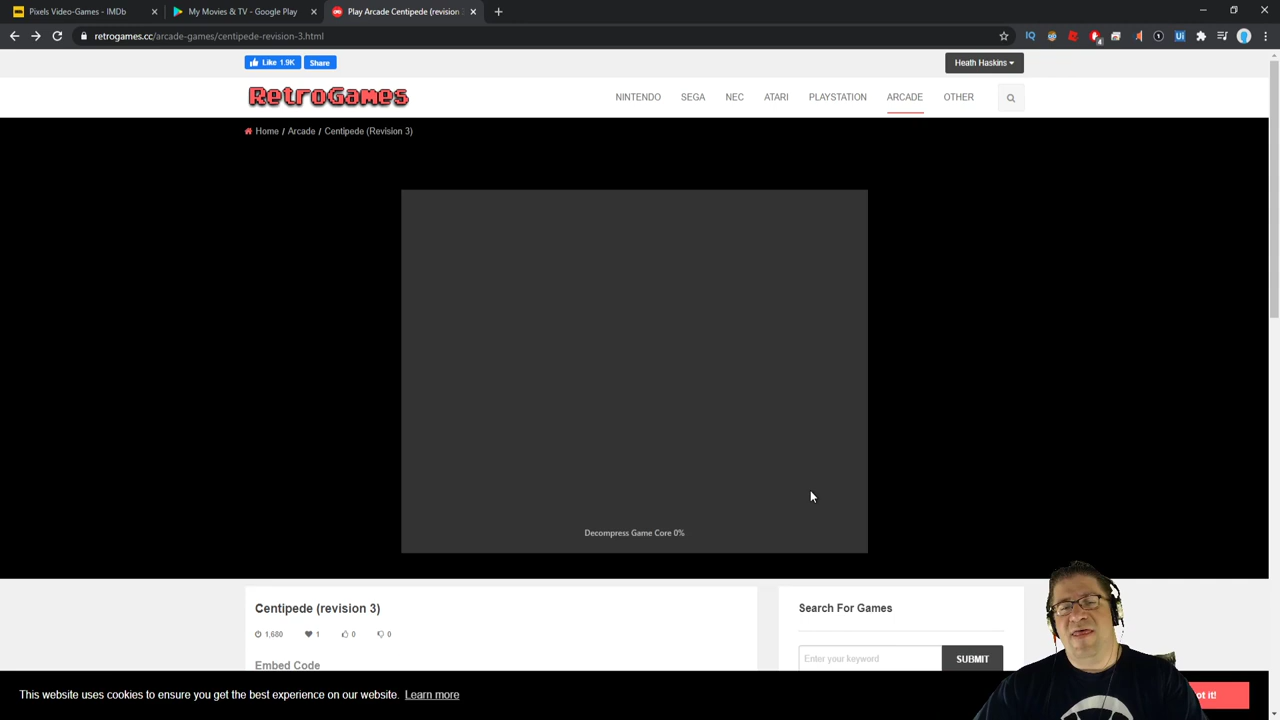 Pixels Video-Games - IMDb
My Movies & TV - Google Play
Play Arcade Centipede (revision
retrogames.cc/arcade-games/centipede-revision-3.html
Like 1.9K
Share
Heath Haskins
RetroGames
NINTENDO
SEGA
NEC
ATARI
PLAYSTATION
ARCADE
OTHER
Home / Arcade / Centipede (Revision 3)
Decompress Game Core 0%
Centipede (revision 3)
1,680
1
0
0
Embed Code
Search For Games
Enter your keyword
SUBMIT
This website uses cookies to ensure you get the best experience on our website. Learn more
ot it!